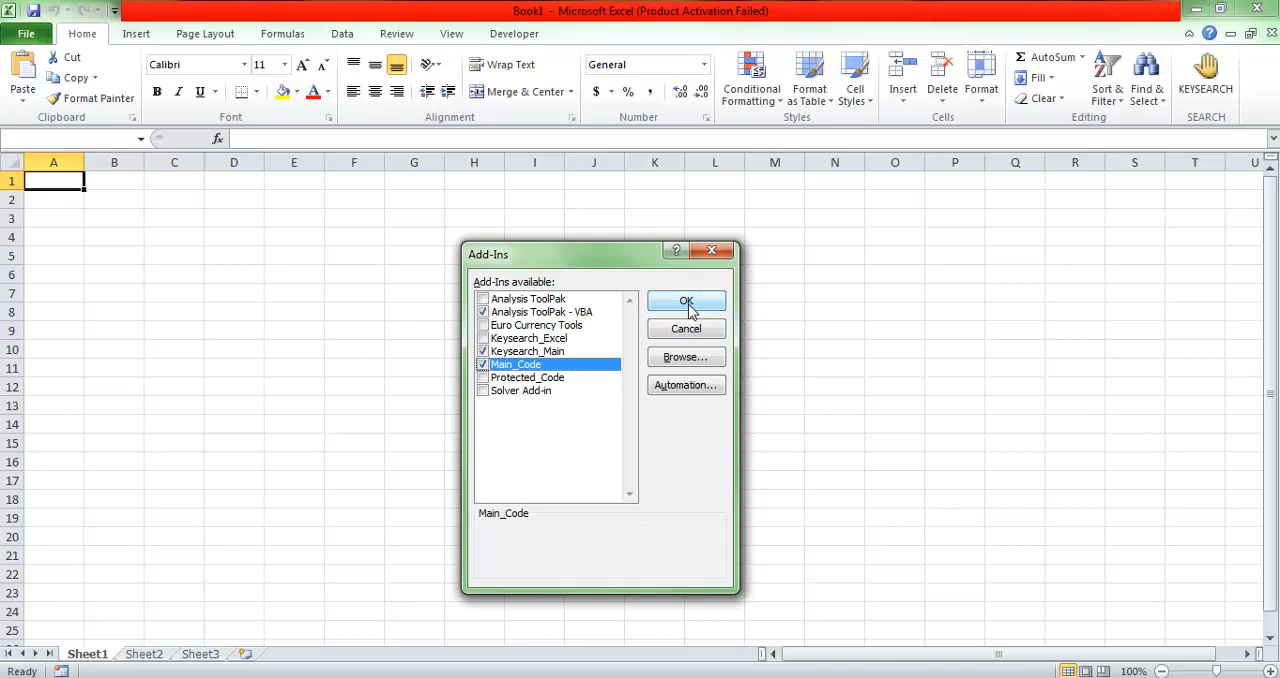 Book1 - Microsoft Excel (Product Activation Failed)
File Home Insert Page Layout Formulas Data Review View Developer
Paste
Cut
Copy
Format Painter
Clipboard
Calibri 11
B I U
Font
Wrap Text
Merge & Center
Alignment
General
$ % ,
Number
Conditional Formatting
Format as Table
Cell Styles
Styles
Insert Delete Format
Cells
Σ AutoSum
Fill
Clear
Sort & Filter
Find & Select
Editing
KEYSEARCH
SEARCH
fx
A B C D E F G H I J K L M N O P Q R S T U
1
2
3
4
5
6
7
8
9
10
11
12
13
14
15
16
17
18
19
20
21
22
23
24
25
Add-Ins
Add-Ins available:
Analysis ToolPak
Analysis ToolPak - VBA
Euro Currency Tools
Keysearch_Excel
Keysearch_Main
Main_Code
Protected_Code
Solver Add-in
OK
Cancel
Browse...
Automation...
Main_Code
Sheet1 Sheet2 Sheet3
Ready
100%